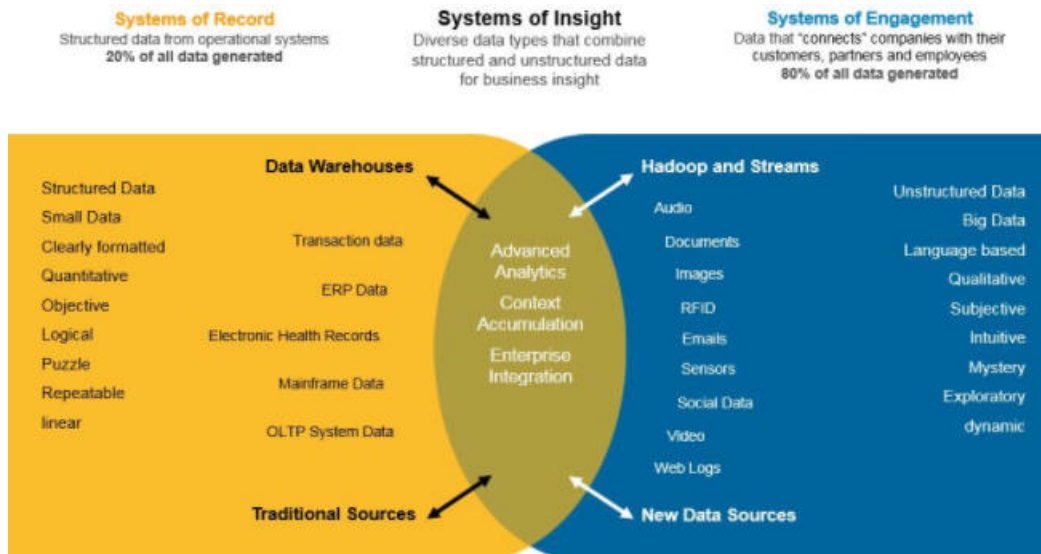 Systems of Record
Structured data from operational systems
20% of all data generated
Systems of Insight
Diverse data types that combine
structured and unstructured data
for business insight
Systems of Engagement
Data that "connects" companies with their
customers, partners and employees
80% of all data generated
Data Warehouses
Structured Data
Small Data
Clearly formatted
Quantitative
Objective
Logical
Puzzle
Repeatable
linear
Transaction data
ERP Data
Electronic Health Records
Mainframe Data
OLTP System Data
Traditional Sources
Advanced
Analytics
Context
Accumulation
Enterprise
Integration
Hadoop and Streams
Audio
Documents
Images
RFID
Emails
Sensors
Social Data
Video
Web Logs
New Data Sources
Unstructured Data
Big Data
Language based
Qualitative
Subjective
Intuitive
Mystery
Exploratory
dynamic